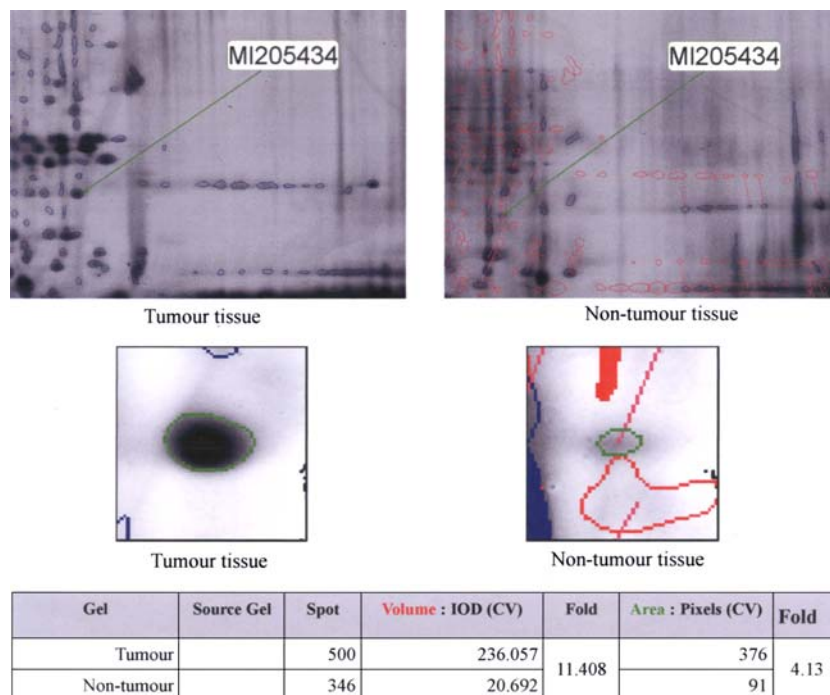 MI205434
MI205434
Tumour tissue
Non-tumour tissue
Tumour tissue
Non-tumour tissue
Gel Source Gel Spot Volume : IOD (CV) Fold Area : Pixels (CV) Fold
Tumour 500 236.057 11.408 376 4.13
Non-tumour 346 20.692 91